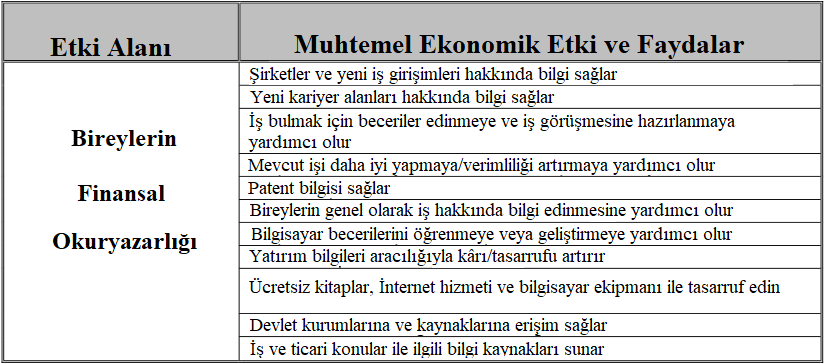 Etki Alanı
Muhtemel Ekonomik Etki ve Faydalar
Bireylerin
Finansal
Okuryazarlığı
Şirketler ve yeni iş girişimleri hakkında bilgi sağlar
Yeni kariyer alanları hakkında bilgi sağlar
İş bulmak için beceriler edinmeye ve iş görüşmesine hazırlanmaya
yardımcı olur
Mevcut işi daha iyi yapmaya/verimliliği artırmaya yardımcı olur
Patent bilgisi sağlar
Bireylerin genel olarak iş hakkında bilgi edinmesine yardımcı olur
Bilgisayar becerilerini öğrenmeye veya geliştirmeye yardımcı olur
Yatırım bilgileri aracılığıyla kârı/tasarrufu artırır
Ücretsiz kitaplar, İnternet hizmeti ve bilgisayar ekipmanı ile tasarruf edin
Devlet kurumlarına ve kaynaklarına erişim sağlar
İş ve ticari konular ile ilgili bilgi kaynakları sunar